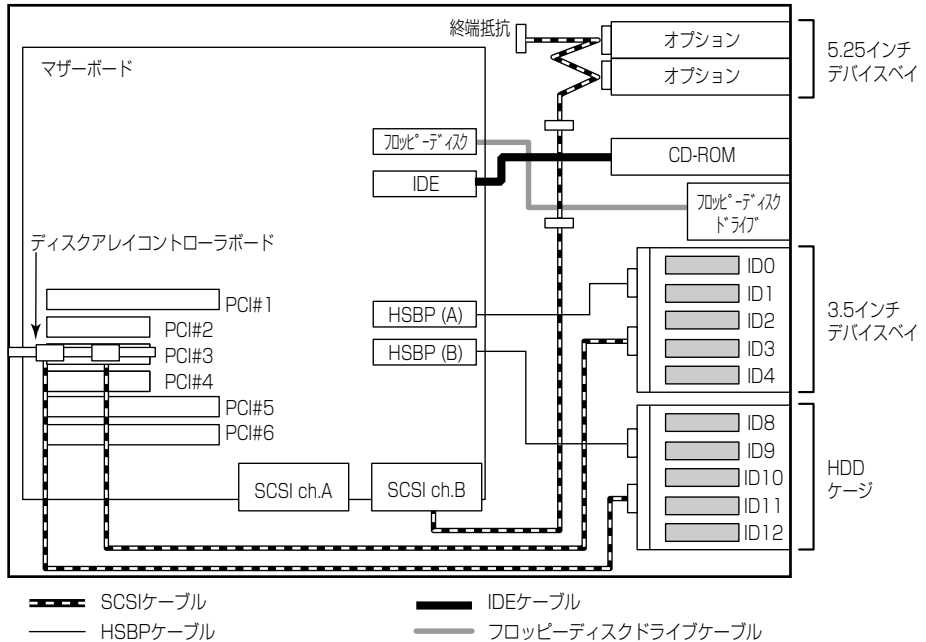 終端抵抗
オプション
オプション
5.25インチ
デバイスベイ
マザーボード
フロッピーディスク
IDE
CD-ROM
フロッピーディスク
ドライブ
ディスクアレイコントローラボード
PCI#1
PCI#2
PCI#3
PCI#4
PCI#5
PCI#6
HSBP (A)
HSBP (B)
ID0
ID1
ID2
ID3
ID4
3.5インチ
デバイスベイ
ID8
ID9
ID10
ID11
ID12
HDD
ケージ
SCSI ch.A
SCSI ch.B
SCSIケーブル
IDEケーブル
HSBPケーブル
フロッピーディスクドライブケーブル